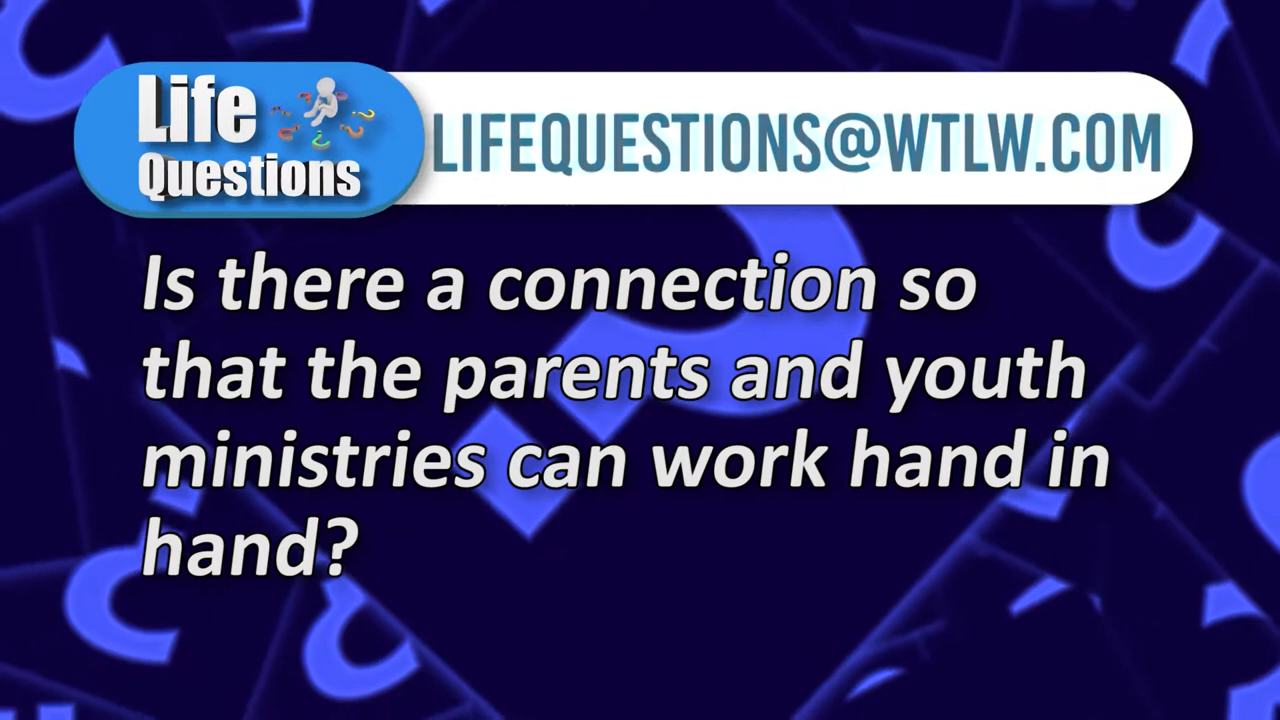 Life
Questions
LIFEQUESTIONS@WTLW.COM
Is there a connection so
that the parents and youth
ministries can work hand in
hand?